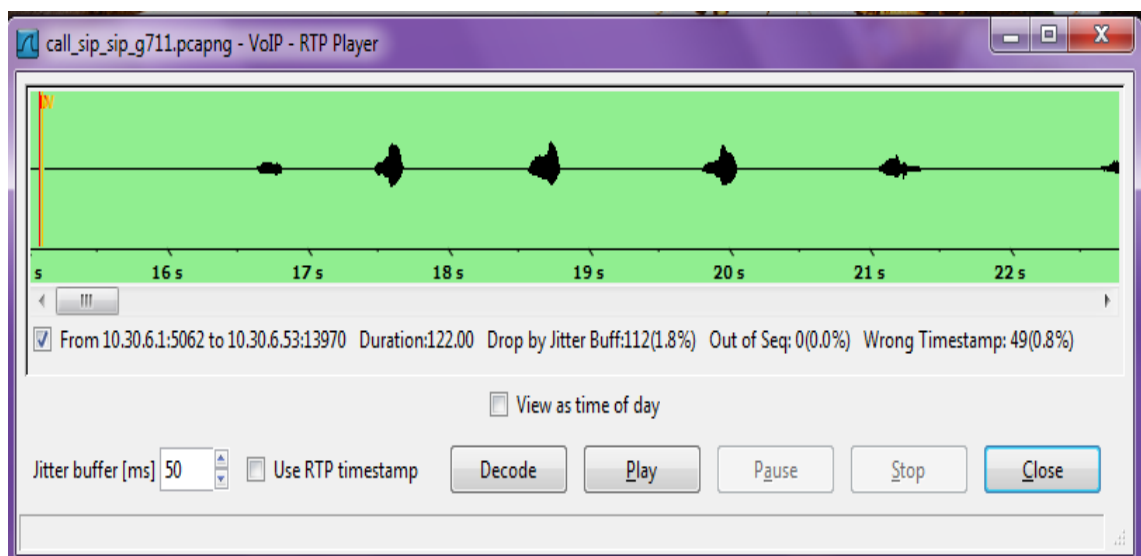 call_sip_sip_g711.pcapng - VoIP - RTP Player
s 16 s 17 s 18 s 19 s 20 s 21 s 22 s
From 10.30.6.1:5062 to 10.30.6.53:13970 Duration:122.00 Drop by Jitter Buff:112(1.8%) Out of Seq: 0(0.0%) Wrong Timestamp: 49(0.8%)
View as time of day
Jitter buffer [ms] 50 Use RTP timestamp Decode Play Pause Stop Close